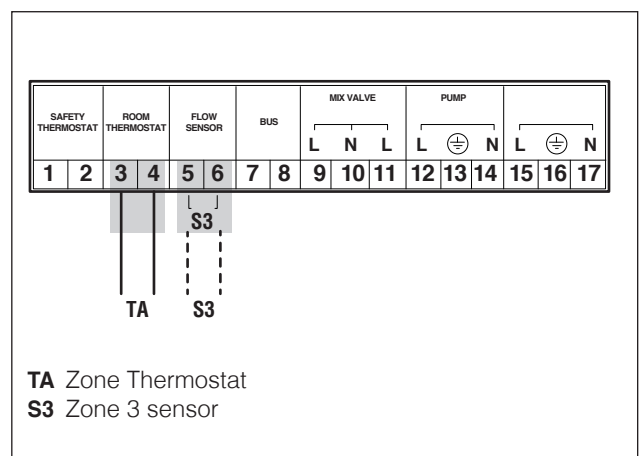 SAFETY THERMOSTAT ROOM THERMOSTAT FLOW SENSOR BUS MIX VALVE PUMP
L N L L N L N
1 2 3 4 5 6 7 8 9 10 11 12 13 14 15 16 17
S3
TA S3
TA Zone Thermostat
S3 Zone 3 sensor